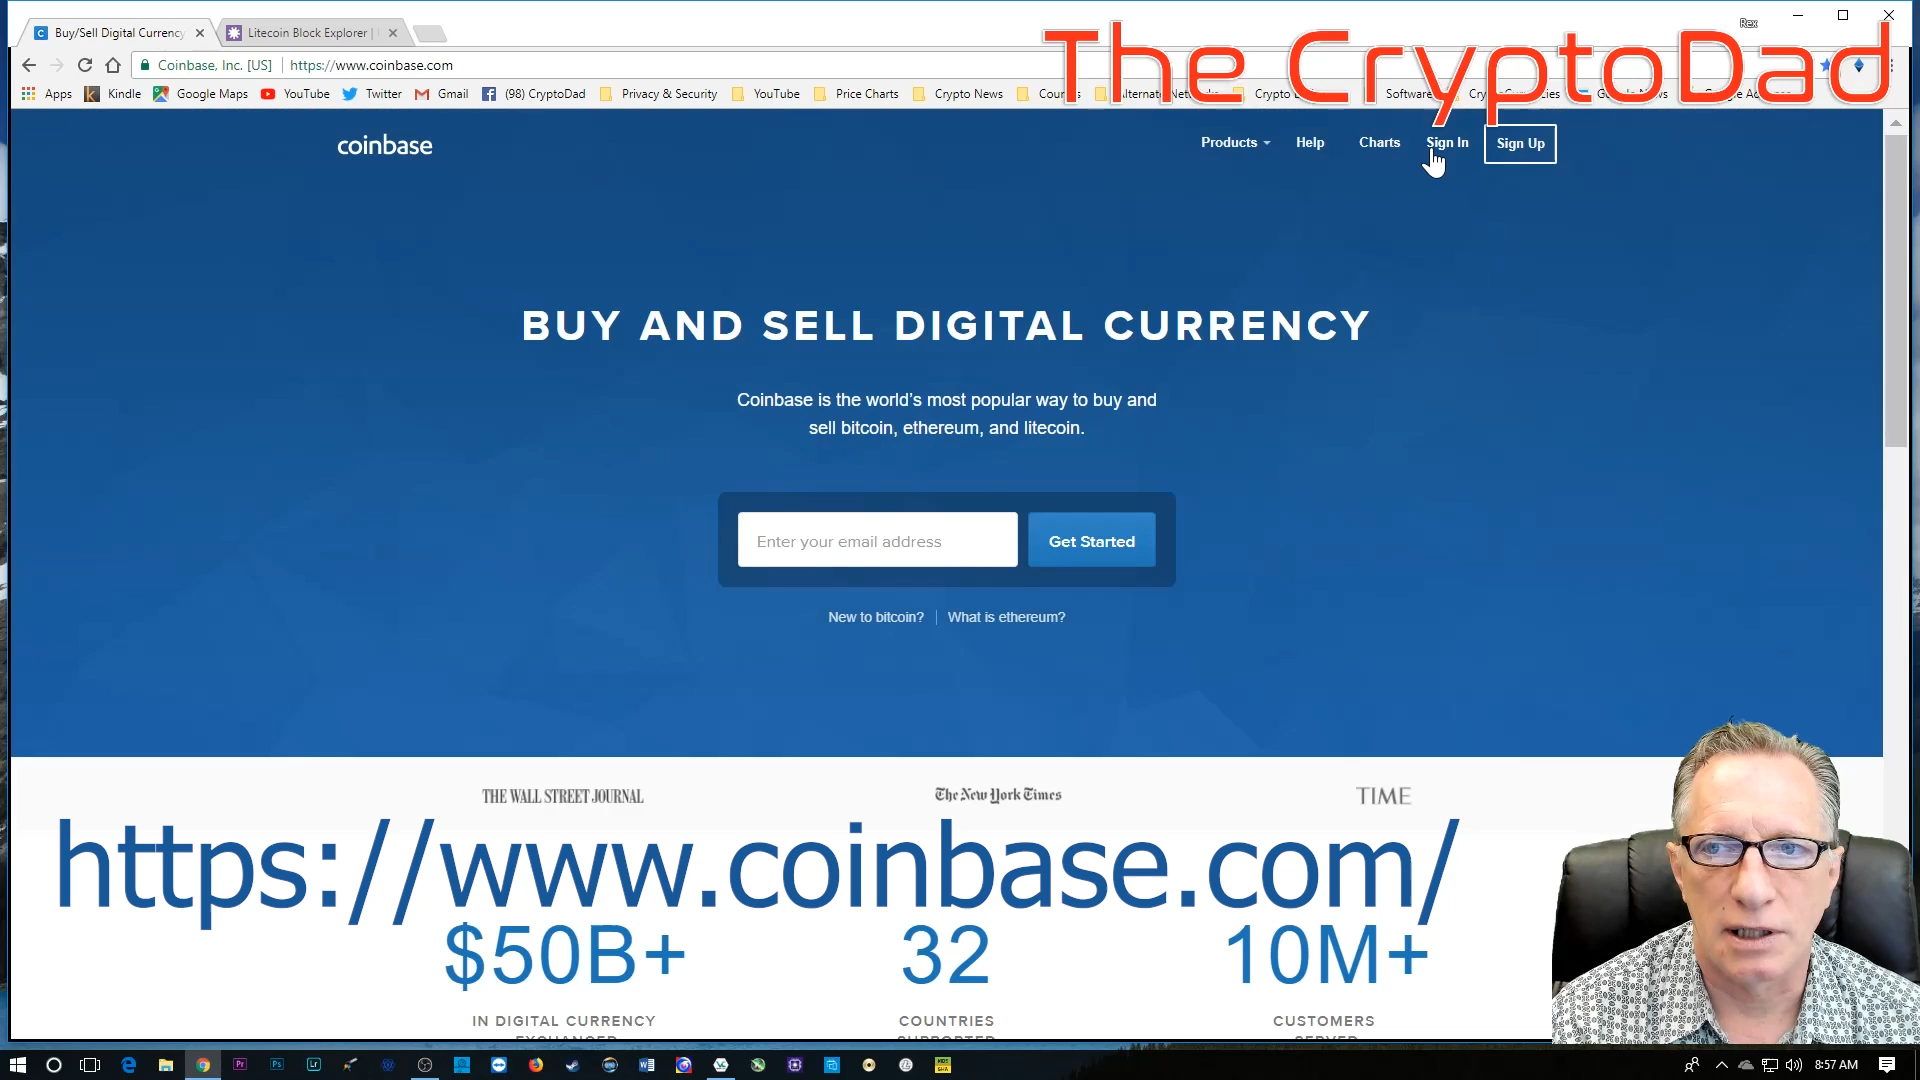 Buy/Sell Digital Currency
Litecoin Block Explorer |
Rex
The CryptoDad
Coinbase, Inc. [US] | https://www.coinbase.com
Apps Kindle Google Maps YouTube Twitter Gmail (98) CryptoDad Privacy & Security YouTube Price Charts Crypto News
coinbase
Products Help Charts Sign In Sign Up
BUY AND SELL DIGITAL CURRENCY
Coinbase is the world's most popular way to buy and
sell bitcoin, ethereum, and litecoin.
Enter your email address Get Started
New to bitcoin? | What is ethereum?
THE WALL STREET JOURNAL The New York Times TIME
https://www.coinbase.com/
$50B+ 32 10M+
IN DIGITAL CURRENCY COUNTRIES CUSTOMERS
EXCHANGED SUPPORTED SERVED
8:57 AM